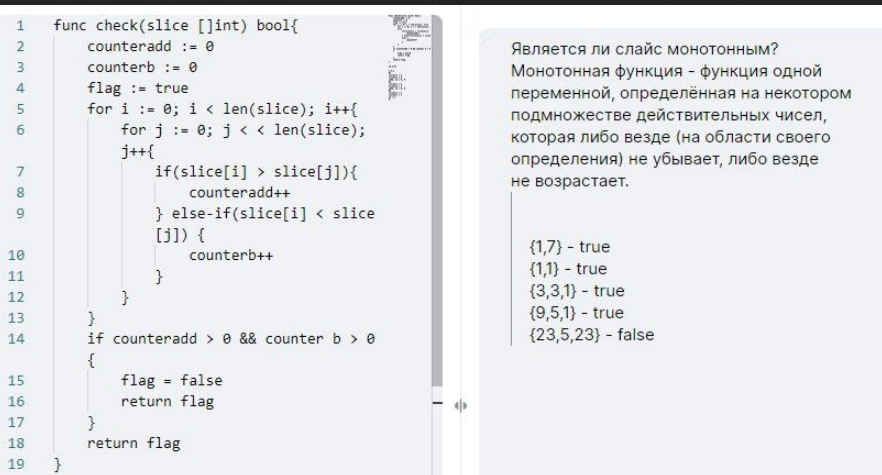 1 func check(slice []int) bool{
2 counteradd := 0
3 counterb := 0
4 flag := true
5 for i := 0; i < len(slice); i++{
6 for j := 0; j < < len(slice);
j++{
7 if(slice[i] > slice[j]){
8 counteradd++
9 } else-if(slice[i] < slice
[j]) {
10 counterb++
11 }
12 }
13 }
14 if counteradd > 0 && counter b > 0
{
15 flag = false
16 return flag
17 }
18 return flag
19 }
Является ли слайс монотонным?
Монотонная функция - функция одной
переменной, определённая на некотором
подмножестве действительных чисел,
которая либо везде (на области своего
определения) не убывает, либо везде
не возрастает.
{1,7} - true
{1,1} - true
{3,3,1} - true
{9,5,1} - true
{23,5,23} - false